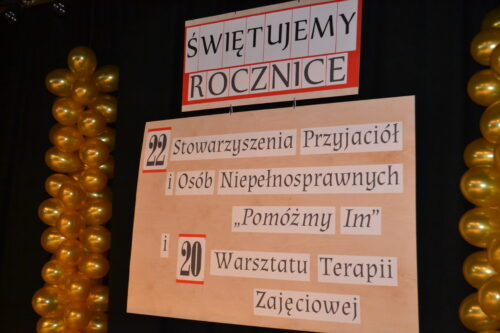 ŚWIĘTUJEMY
ROCZNICE
22 Stowarzyszenia Przyjaciół
i Osób Niepełnosprawnych
„Pomóżmy Im”
i 20 Warsztatu Terapii
Zajęciowej